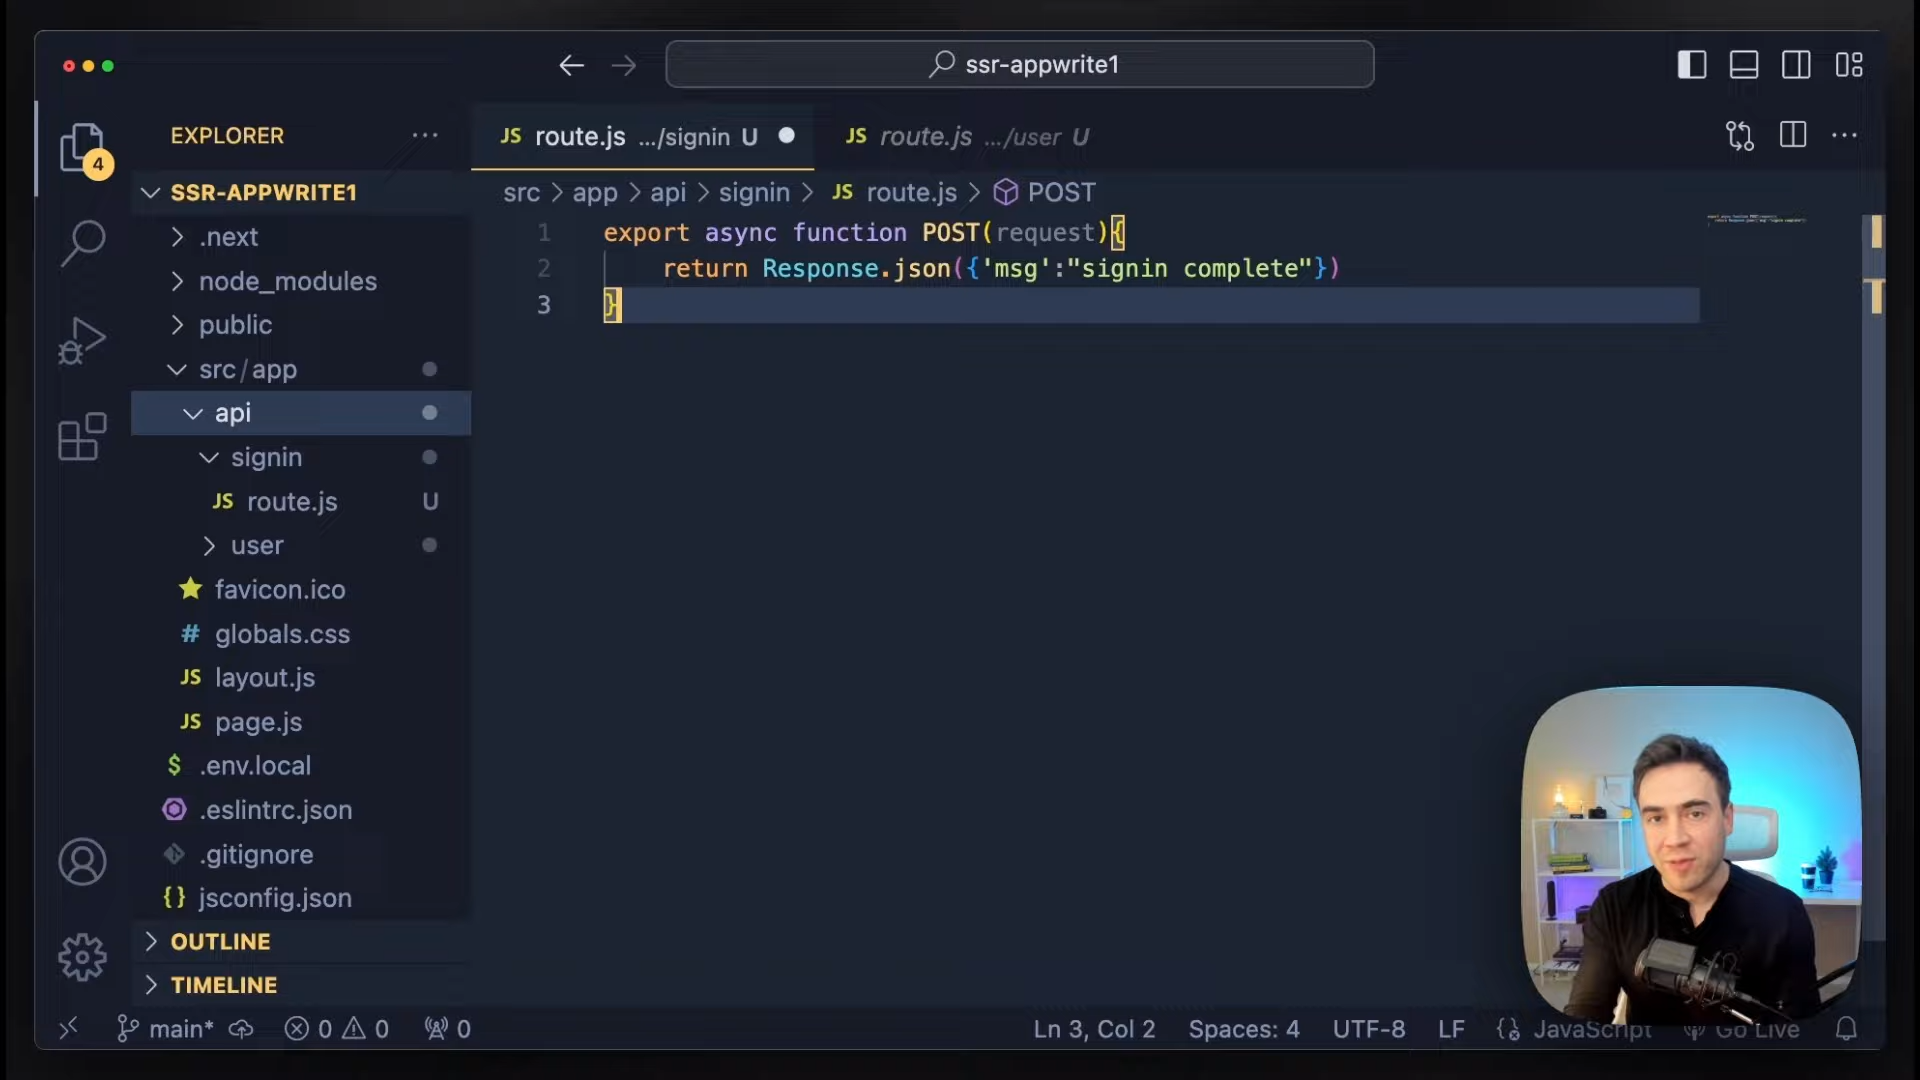 ssr-appwrite1
4
EXPLORER ...
SSR-APPWRITE1
.next
node_modules
public
src/app
api
signin
JS route.js U
user
favicon.ico
# globals.css
JS layout.js
JS page.js
$ .env.local
.eslintrc.json
.gitignore
{} jsconfig.json
OUTLINE
TIMELINE
JS route.js .../signin U
JS route.js .../user U
src > app > api > signin > JS route.js > POST
1 export async function POST(request){
2 return Response.json({'msg':"signin complete"})
3 }
main* 0 0 0
Ln 3, Col 2 Spaces: 4 UTF-8 LF JavaScript Go Live